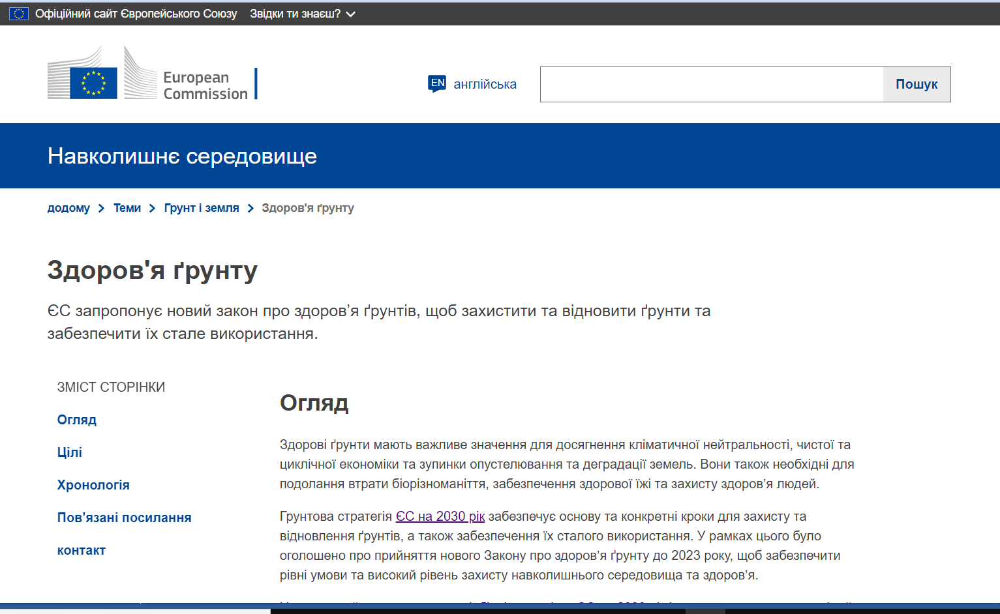 Офіційний сайт Європейського Союзу Звідки ти знаєш?
European
Commission
EN англійська
Пошук
Навколишнє середовище
додому Теми Грунт і земля Здоров'я ґрунту
Здоров'я ґрунту
ЄС запропонує новий закон про здоров’я ґрунтів, щоб захистити та відновити ґрунти та
забезпечити їх стале використання.
ЗМІСТ СТОРІНКИ
Огляд
Цілі
Хронологія
Пов'язані посилання
контакт
Огляд
Здорові ґрунти мають важливе значення для досягнення кліматичної нейтральності, чистої та
циклічної економіки та зупинки опустелювання та деградації земель. Вони також необхідні для
подолання втрати біорізноманіття, забезпечення здорової їжі та захисту здоров’я людей.
Грунтова стратегія ЄС на 2030 рік забезпечує основу та конкретні кроки для захисту та
відновлення ґрунтів, а також забезпечення їх сталого використання. У рамках цього було
оголошено про прийняття нового Закону про здоров’я ґрунту до 2023 року, щоб забезпечити
рівні умови та високий рівень захисту навколишнього середовища та здоров’я.